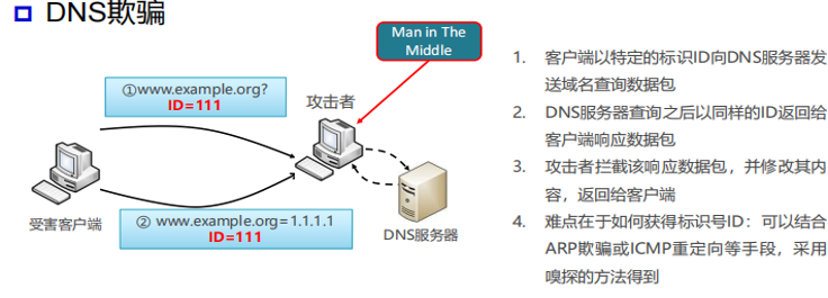 DNS欺骗
Man in The
Middle
①www.example.org?
ID=111
攻击者
受害客户端
② www.example.org=1.1.1.1
ID=111
DNS服务器
1. 客户端以特定的标识ID向DNS服务器发
送域名查询数据包
2. DNS服务器查询之后以同样的ID返回给
客户端响应数据包
3. 攻击者拦截该响应数据包，并修改其内
容，返回给客户端
4. 难点在于如何获得标识号ID：可以结合
ARP欺骗或ICMP重定向等手段，采用
嗅探的方法得到